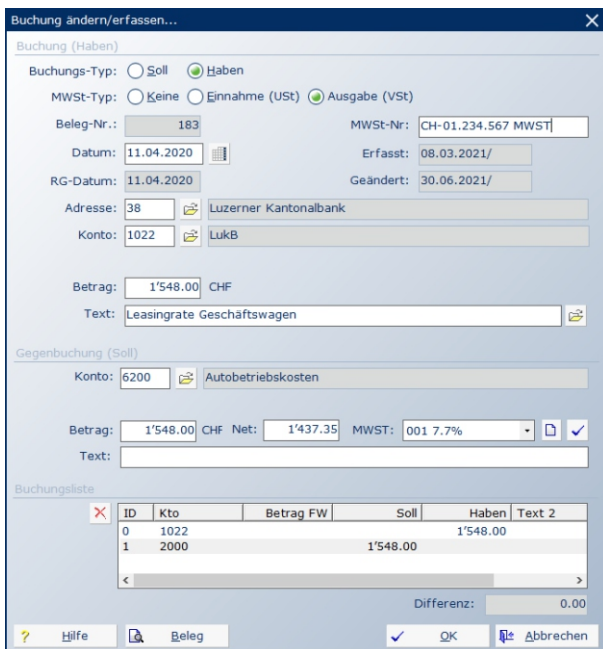 Buchung ändern/erfassen...
Buchung (Haben)
Buchungs-Typ: Soll Haben
MWSt-Typ: Keine Einnahme (USt) Ausgabe (VSt)
Beleg-Nr.: 183 MWSt-Nr: CH-01.234.567 MWST
Datum: 11.04.2020 Erfasst: 08.03.2021/
RG-Datum: 11.04.2020 Geändert: 30.06.2021/
Adresse: 38 Luzerner Kantonalbank
Konto: 1022 LukB
Betrag: 1'548.00 CHF
Text: Leasingrate Geschäftswagen
Gegenbuchung (Soll)
Konto: 6200 Autobetriebskosten
Betrag: 1'548.00 CHF Net: 1'437.35 MWST: 001 7.7%
Text:
Buchungsliste
ID Kto Betrag FW Soll Haben Text 2
0 1022 1'548.00
1 2000 1'548.00
Differenz: 0.00
? Hilfe Beleg OK Abbrechen